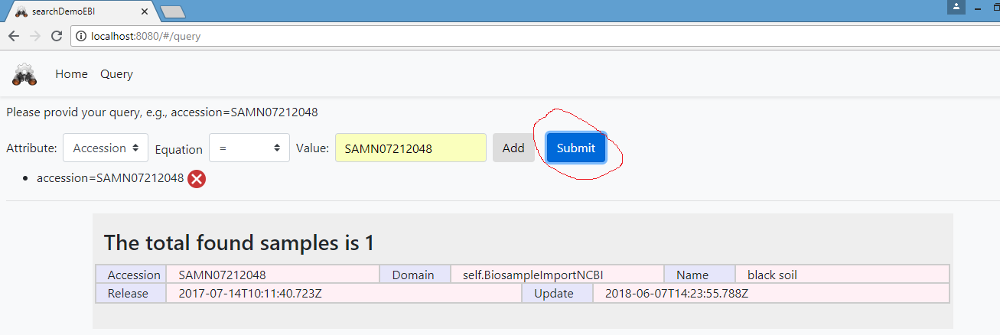 searchDemoEBI
localhost:8080/#/query
Home Query
Please provid your query, e.g., accession=SAMN07212048
Attribute: Accession Equation = Value: SAMN07212048 Add Submit
accession=SAMN07212048
The total found samples is 1
Accession SAMN07212048 Domain self.BiosampleImportNCBI Name black soil
Release 2017-07-14T10:11:40.723Z Update 2018-06-07T14:23:55.788Z